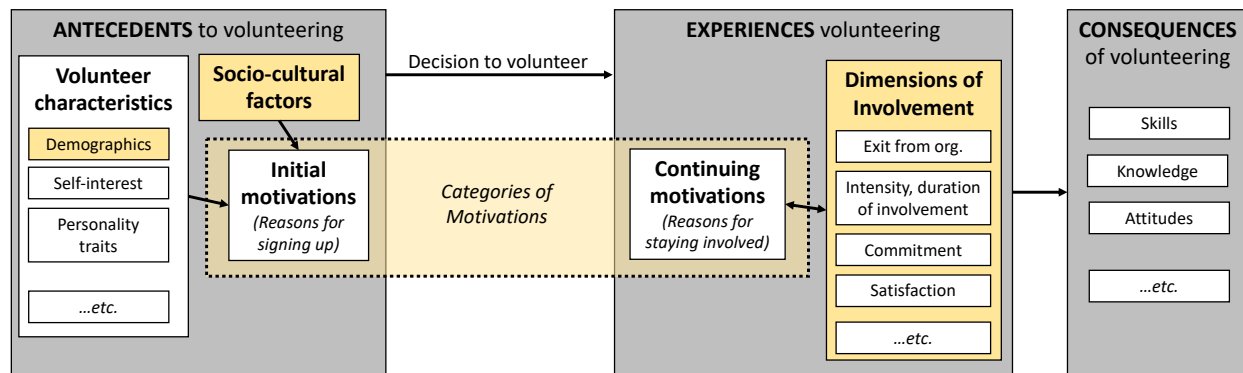 ANTECEDENTS to volunteering
Volunteer
characteristics
Demographics
Self-interest
Personality
traits
...etc.
Socio-cultural
factors
Initial
motivations
(Reasons for
signing up)
Decision to volunteer
Categories of
Motivations
EXPERIENCES volunteering
Continuing
motivations
(Reasons for
staying involved)
Dimensions of
Involvement
Exit from org.
Intensity, duration
of involvement
Commitment
Satisfaction
...etc.
CONSEQUENCES
of volunteering
Skills
Knowledge
Attitudes
...etc.